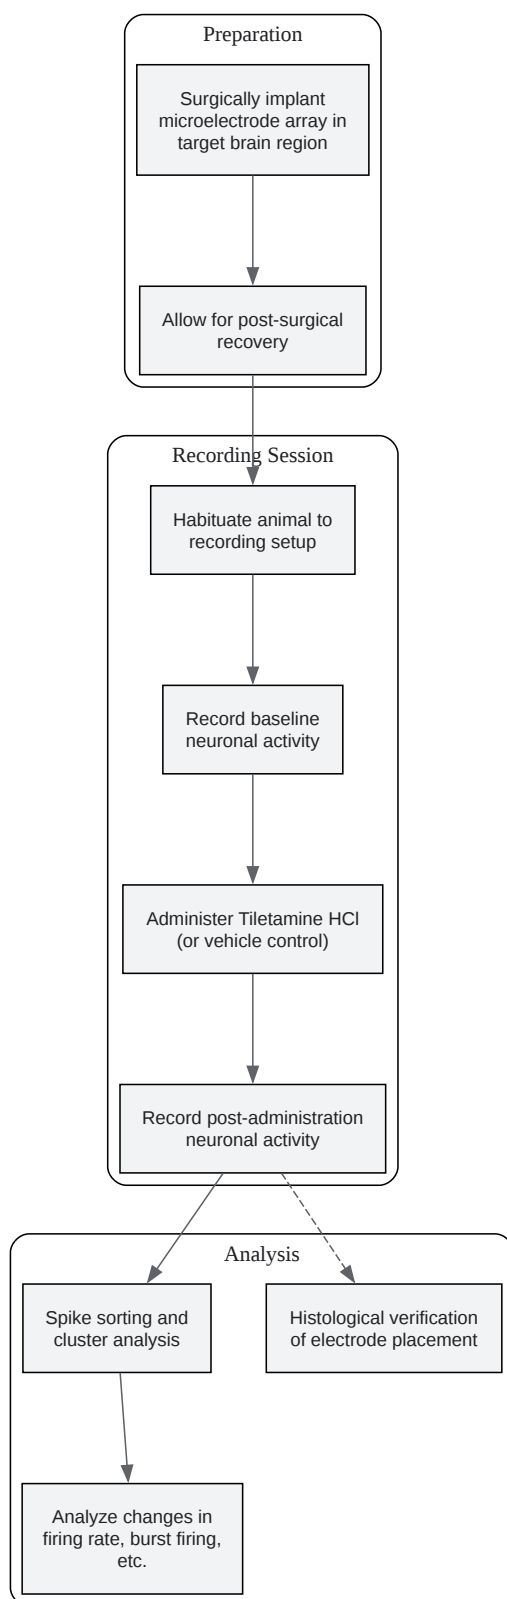 Preparation
Surgically implant
microelectrode array in
target brain region
Allow for post-surgical
recovery
Recording Session
Habituate animal to
recording setup
Record baseline
neuronal activity
Administer Tiletamine HCl
(or vehicle control)
Record post-administration
neuronal activity
Analysis
Spike sorting and
cluster analysis
Histological verification
of electrode placement
Analyze changes in
firing rate, burst firing,
etc.